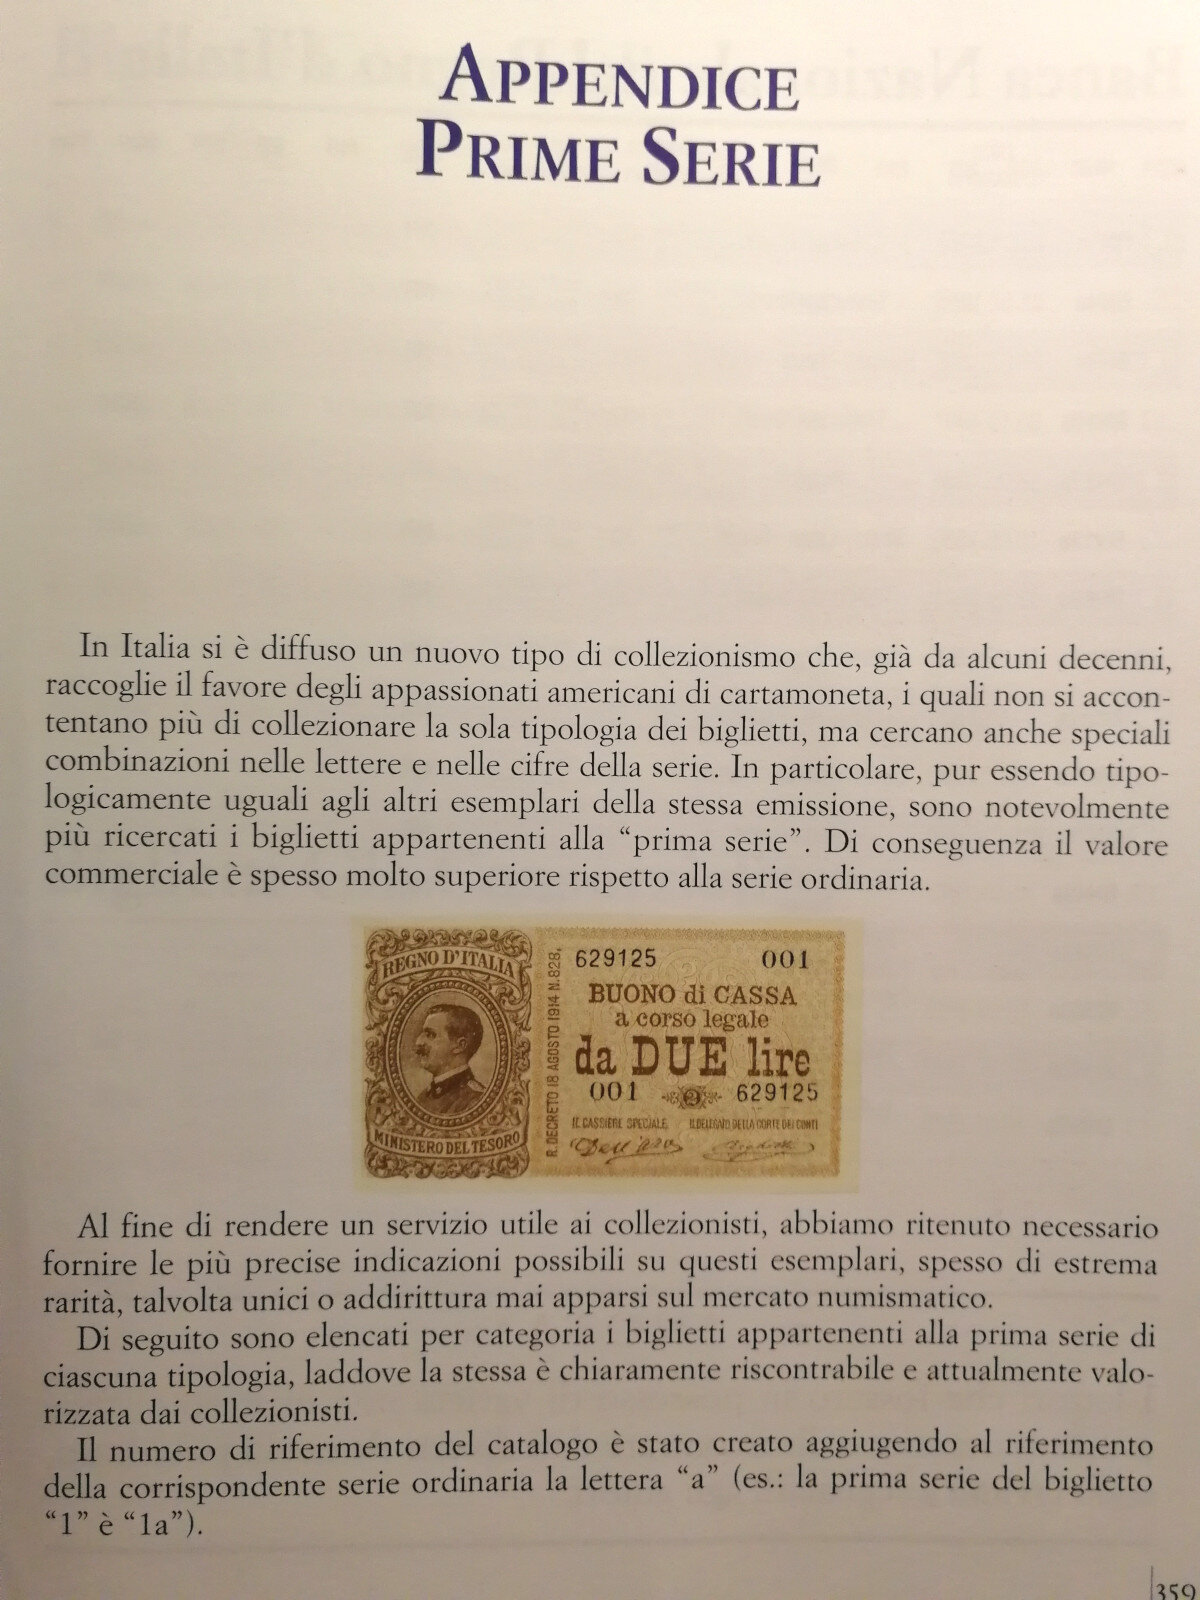 APPENDICE
PRIME SERIE
In Italia si è diffuso un nuovo tipo di collezionismo che, già da alcuni decenni,
raccoglie il favore degli appassionati americani di cartamoneta, i quali non si accon-
tentano più di collezionare la sola tipologia dei biglietti, ma cercano anche speciali
combinazioni nelle lettere e nelle cifre della serie. In particolare, pur essendo tipo-
logicamente uguali agli altri esemplari della stessa emissione, sono notevolmente
più ricercati i biglietti appartenenti alla “prima serie”. Di conseguenza il valore
commerciale è spesso molto superiore rispetto alla serie ordinaria.
REGNO D'ITALIA
MINISTERO DEL TESORO
R. DECRETO 18 AGOSTO 1914 N. 828.
629125 001
BUONO di CASSA
a corso legale
da DUE lire
001 2 629125
IL CASSIERE SPECIALE IL DELEGATO DELLA CORTE DEI CONTI
Dell'Ara
Al fine di rendere un servizio utile ai collezionisti, abbiamo ritenuto necessario
fornire le più precise indicazioni possibili su questi esemplari, spesso di estrema
rarità, talvolta unici o addirittura mai apparsi sul mercato numismatico.
Di seguito sono elencati per categoria i biglietti appartenenti alla prima serie di
ciascuna tipologia, laddove la stessa è chiaramente riscontrabile e attualmente valo-
rizzata dai collezionisti.
Il numero di riferimento del catalogo è stato creato aggiugendo al riferimento
della corrispondente serie ordinaria la lettera “a” (es.: la prima serie del biglietto
“1” è “1a”).
359